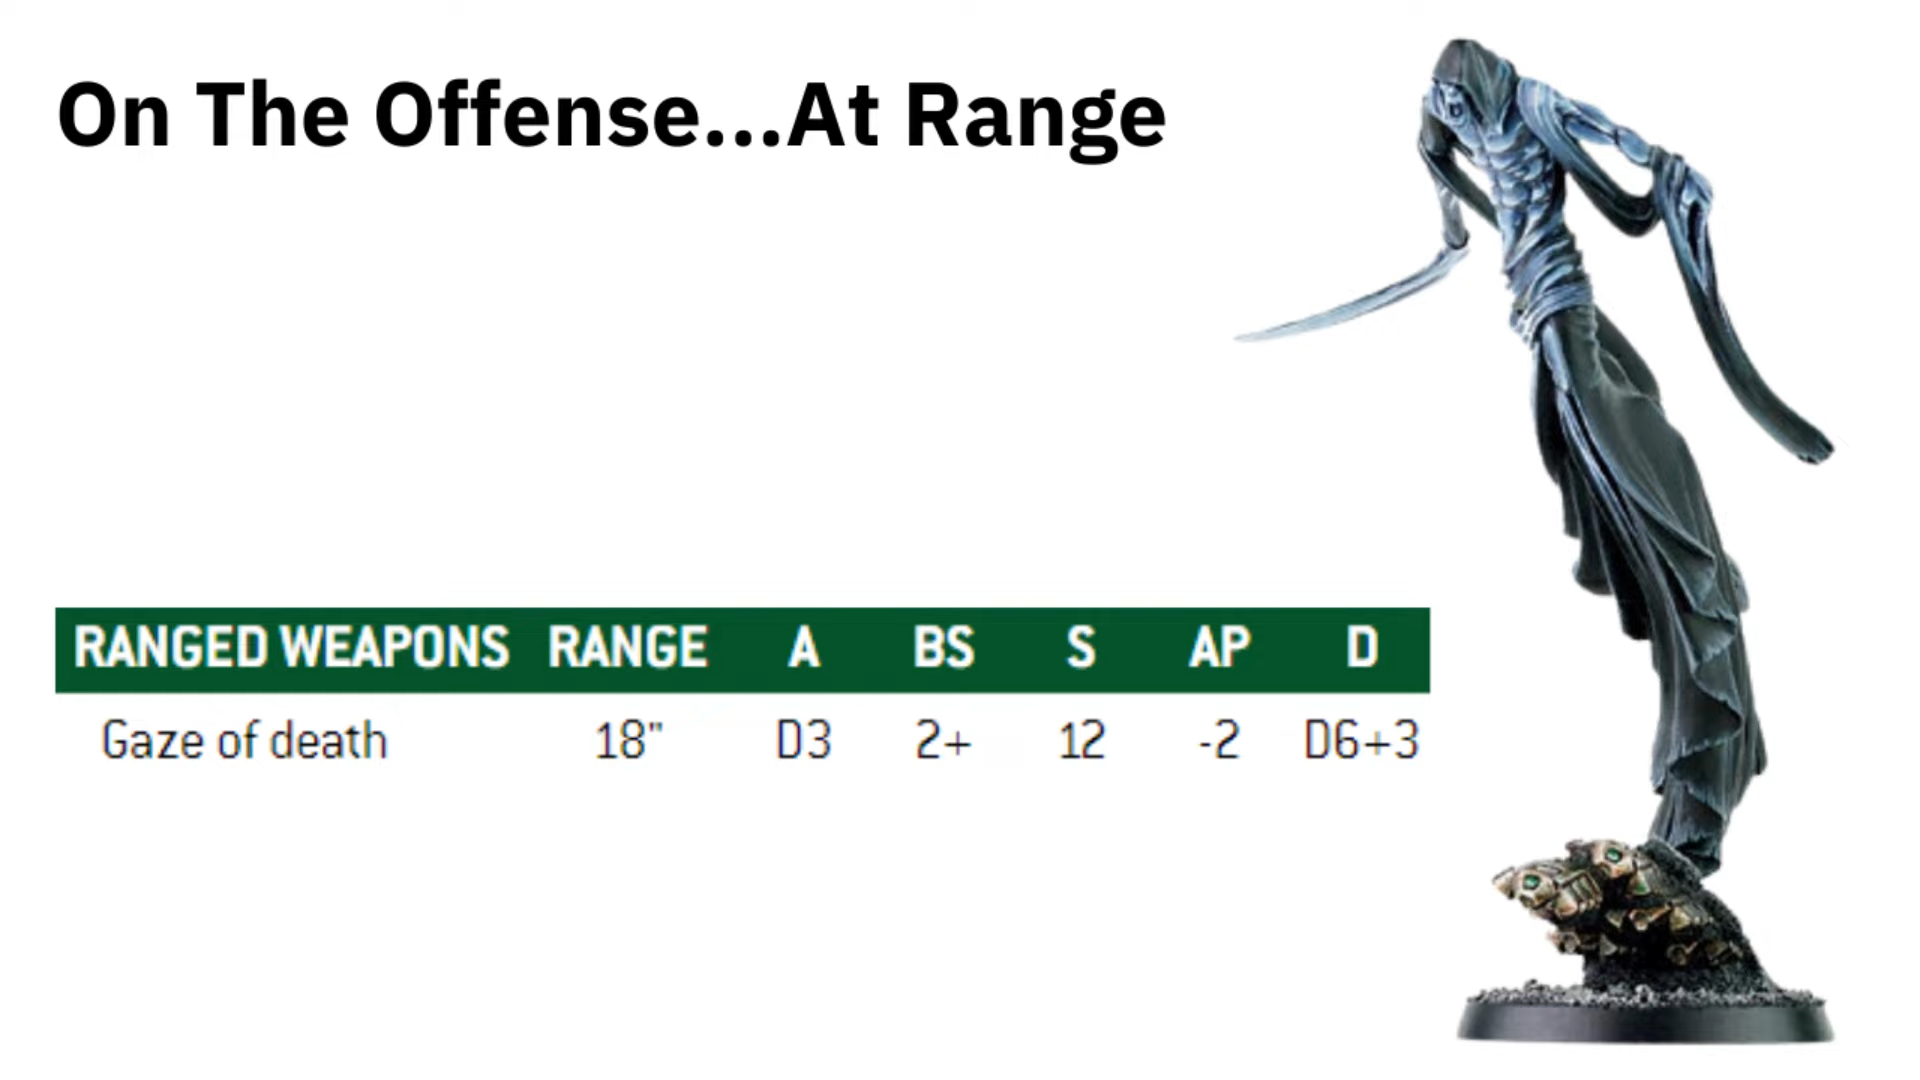 On The Offense...At Range
RANGED WEAPONS RANGE A BS S AP D
Gaze of death 18" D3 2+ 12 -2 D6+3